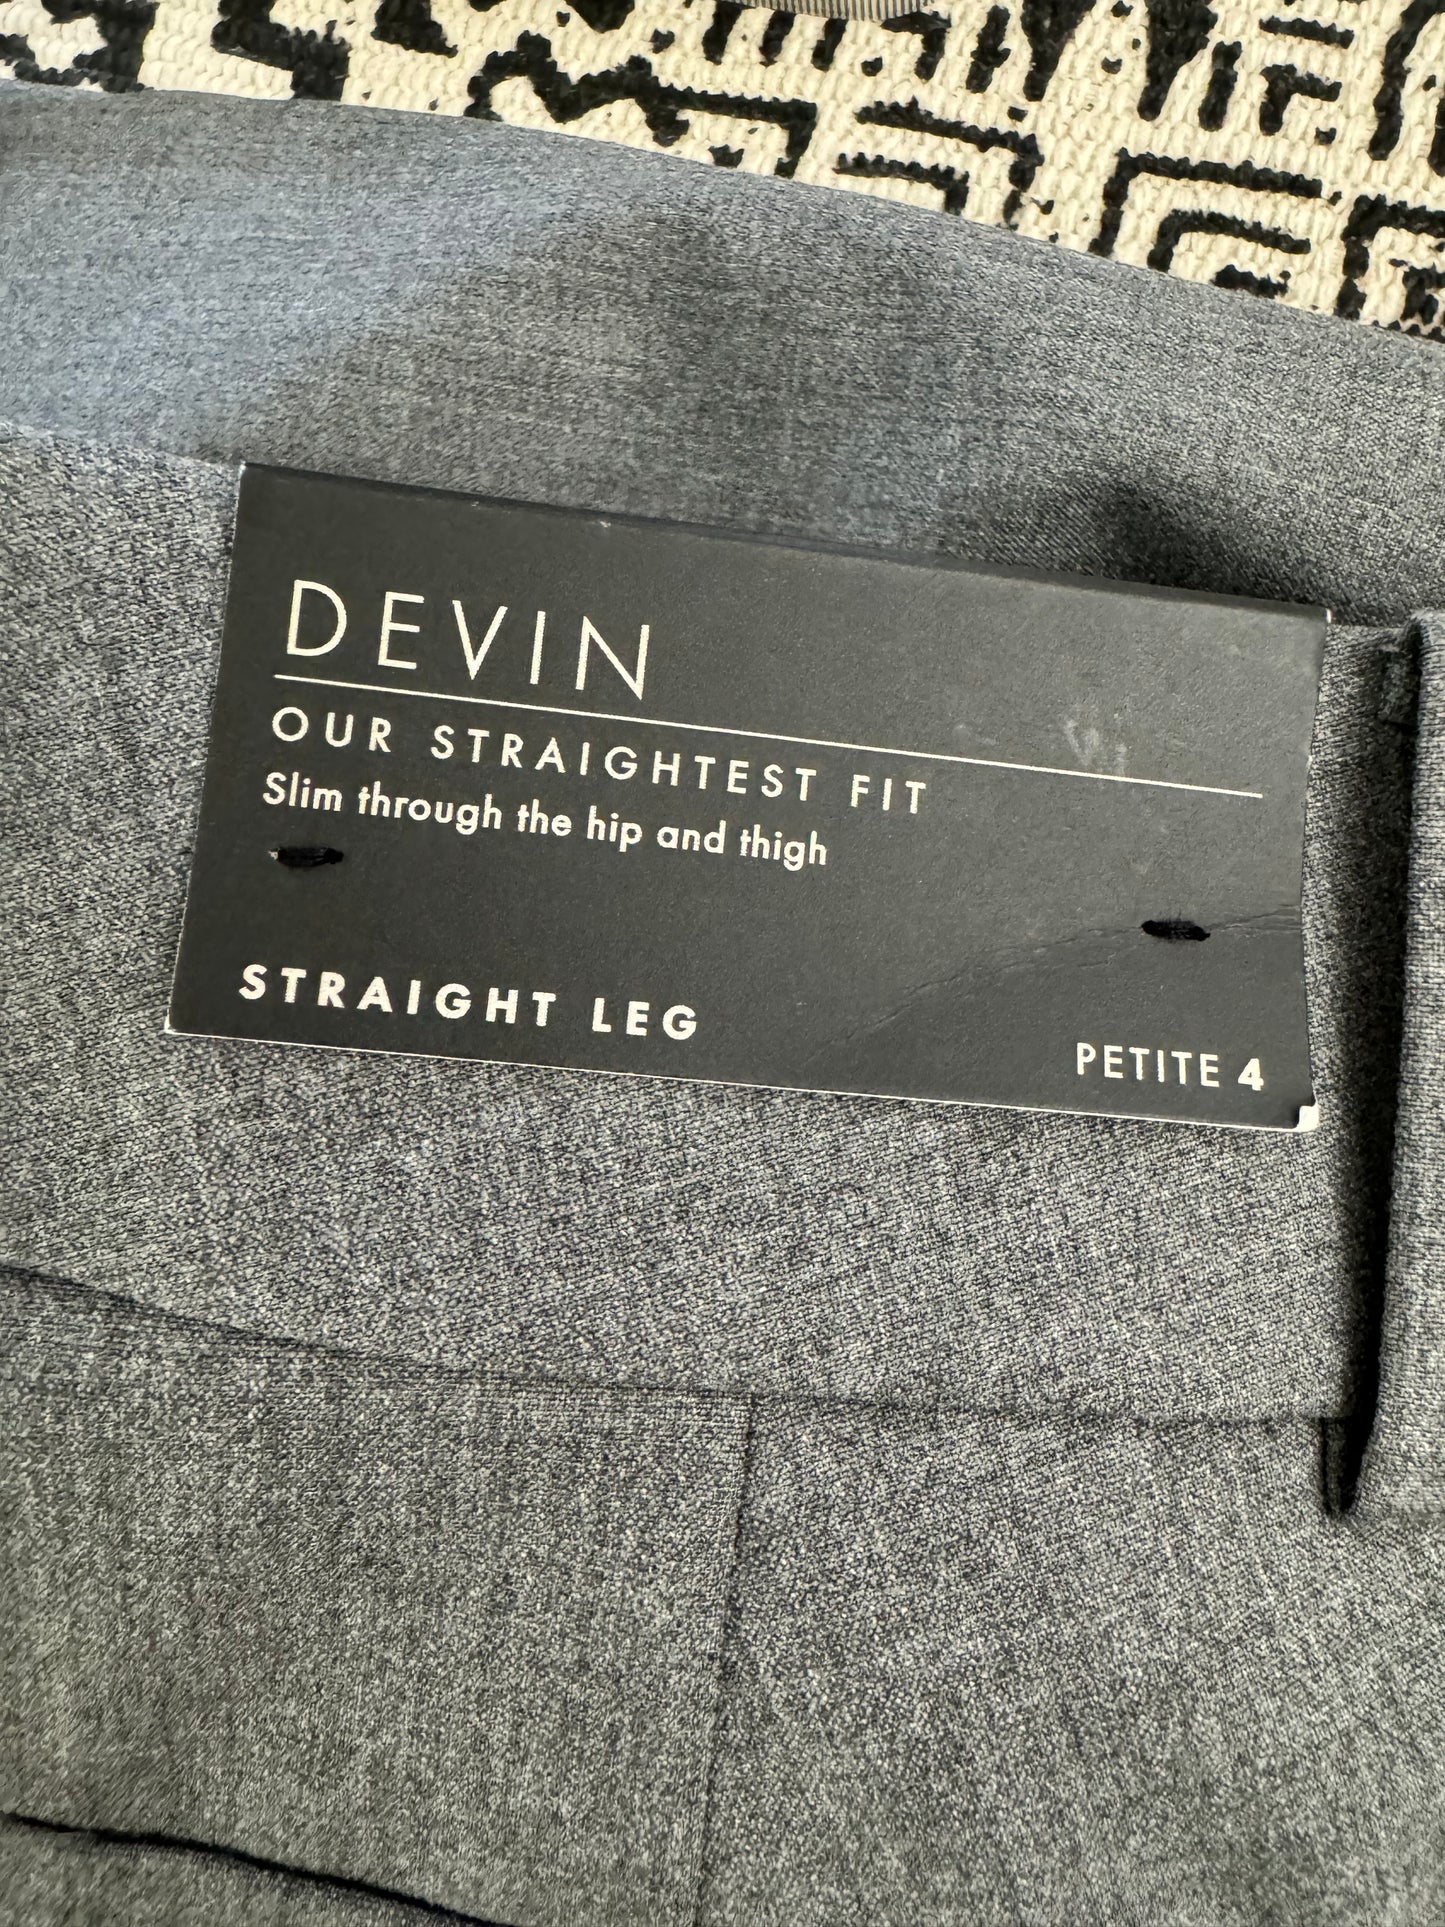 DEVIN
OUR STRAIGHTEST FIT
Slim through the hip and thigh
STRAIGHT LEG
PETITE 4